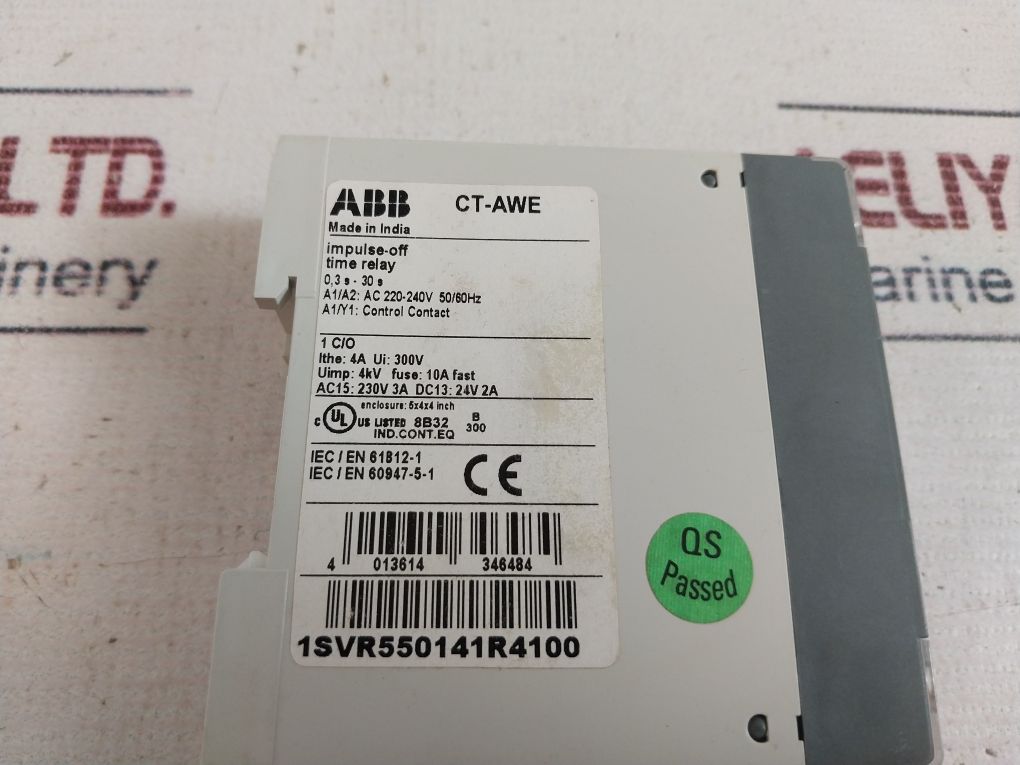 LTD.
inery
ELIY
arine
ABB CT-AWE
Made in India
impulse-off
time relay
0,3 s - 30 s
A1/A2: AC 220-240V 50/60Hz
A1/Y1: Control Contact
1 C/O
Ithe: 4A Ui: 300V
Uimp: 4kV fuse: 10A fast
AC15: 230V 3A DC13: 24V 2A
enclosure: 5x4x4 inch
c UL US LISTED 8B32 B
IND.CONT.EQ 300
IEC / EN 61812-1
IEC / EN 60947-5-1
CE
4 013614 346484
1SVR550141R4100
QS
Passed